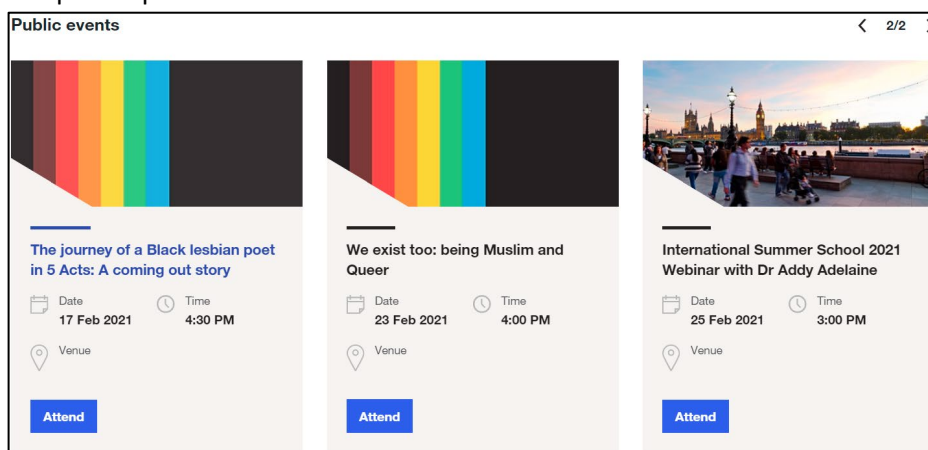 Public events
2/2
The journey of a Black lesbian poet
in 5 Acts: A coming out story
Date
17 Feb 2021
Time
4:30 PM
Venue
Attend
We exist too: being Muslim and
Queer
Date
23 Feb 2021
Time
4:00 PM
Venue
Attend
International Summer School 2021
Webinar with Dr Addy Adelaine
Date
25 Feb 2021
Time
3:00 PM
Venue
Attend